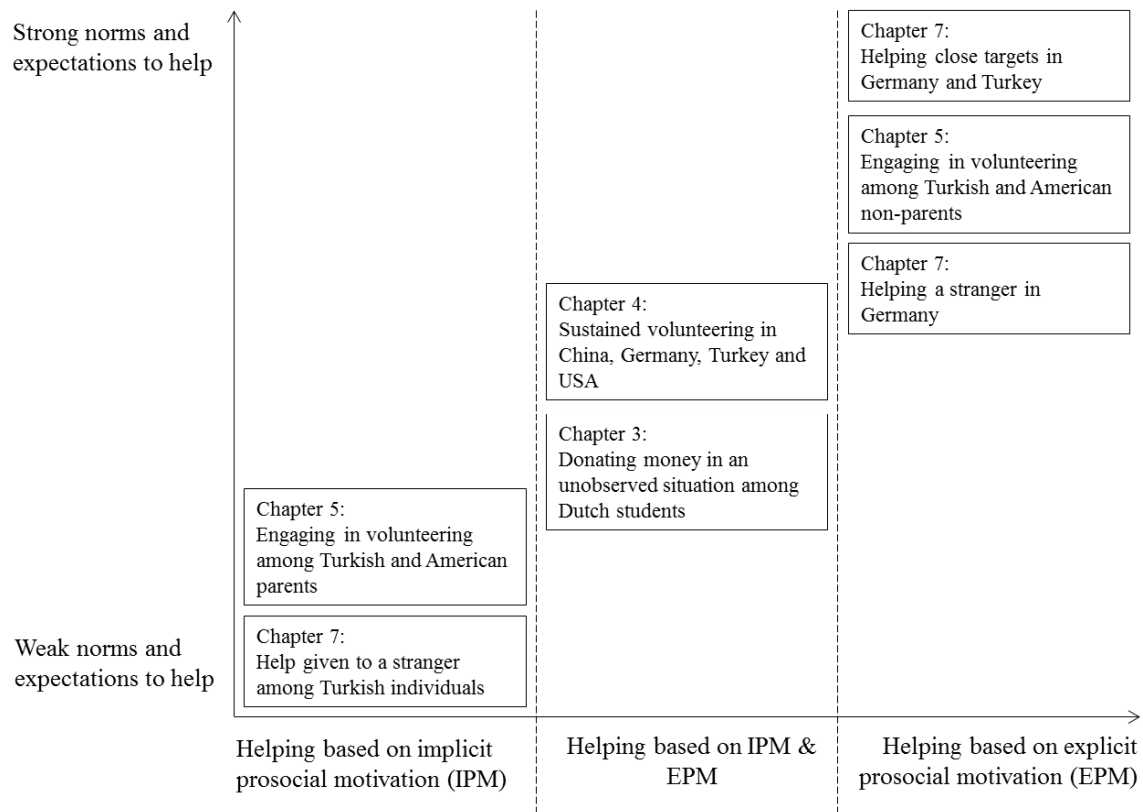 Strong norms and
expectations to help
Chapter 7:
Helping close targets in
Germany and Turkey
Chapter 5:
Engaging in volunteering
among Turkish and American
non-parents
Chapter 7:
Helping a stranger in
Germany
Chapter 4:
Sustained volunteering in
China, Germany, Turkey and
USA
Chapter 3:
Donating money in an
unobserved situation among
Dutch students
Chapter 5:
Engaging in volunteering
among Turkish and American
parents
Chapter 7:
Help given to a stranger
among Turkish individuals
Weak norms and
expectations to help
Helping based on implicit
prosocial motivation (IPM)
Helping based on IPM &
EPM
Helping based on explicit
prosocial motivation (EPM)